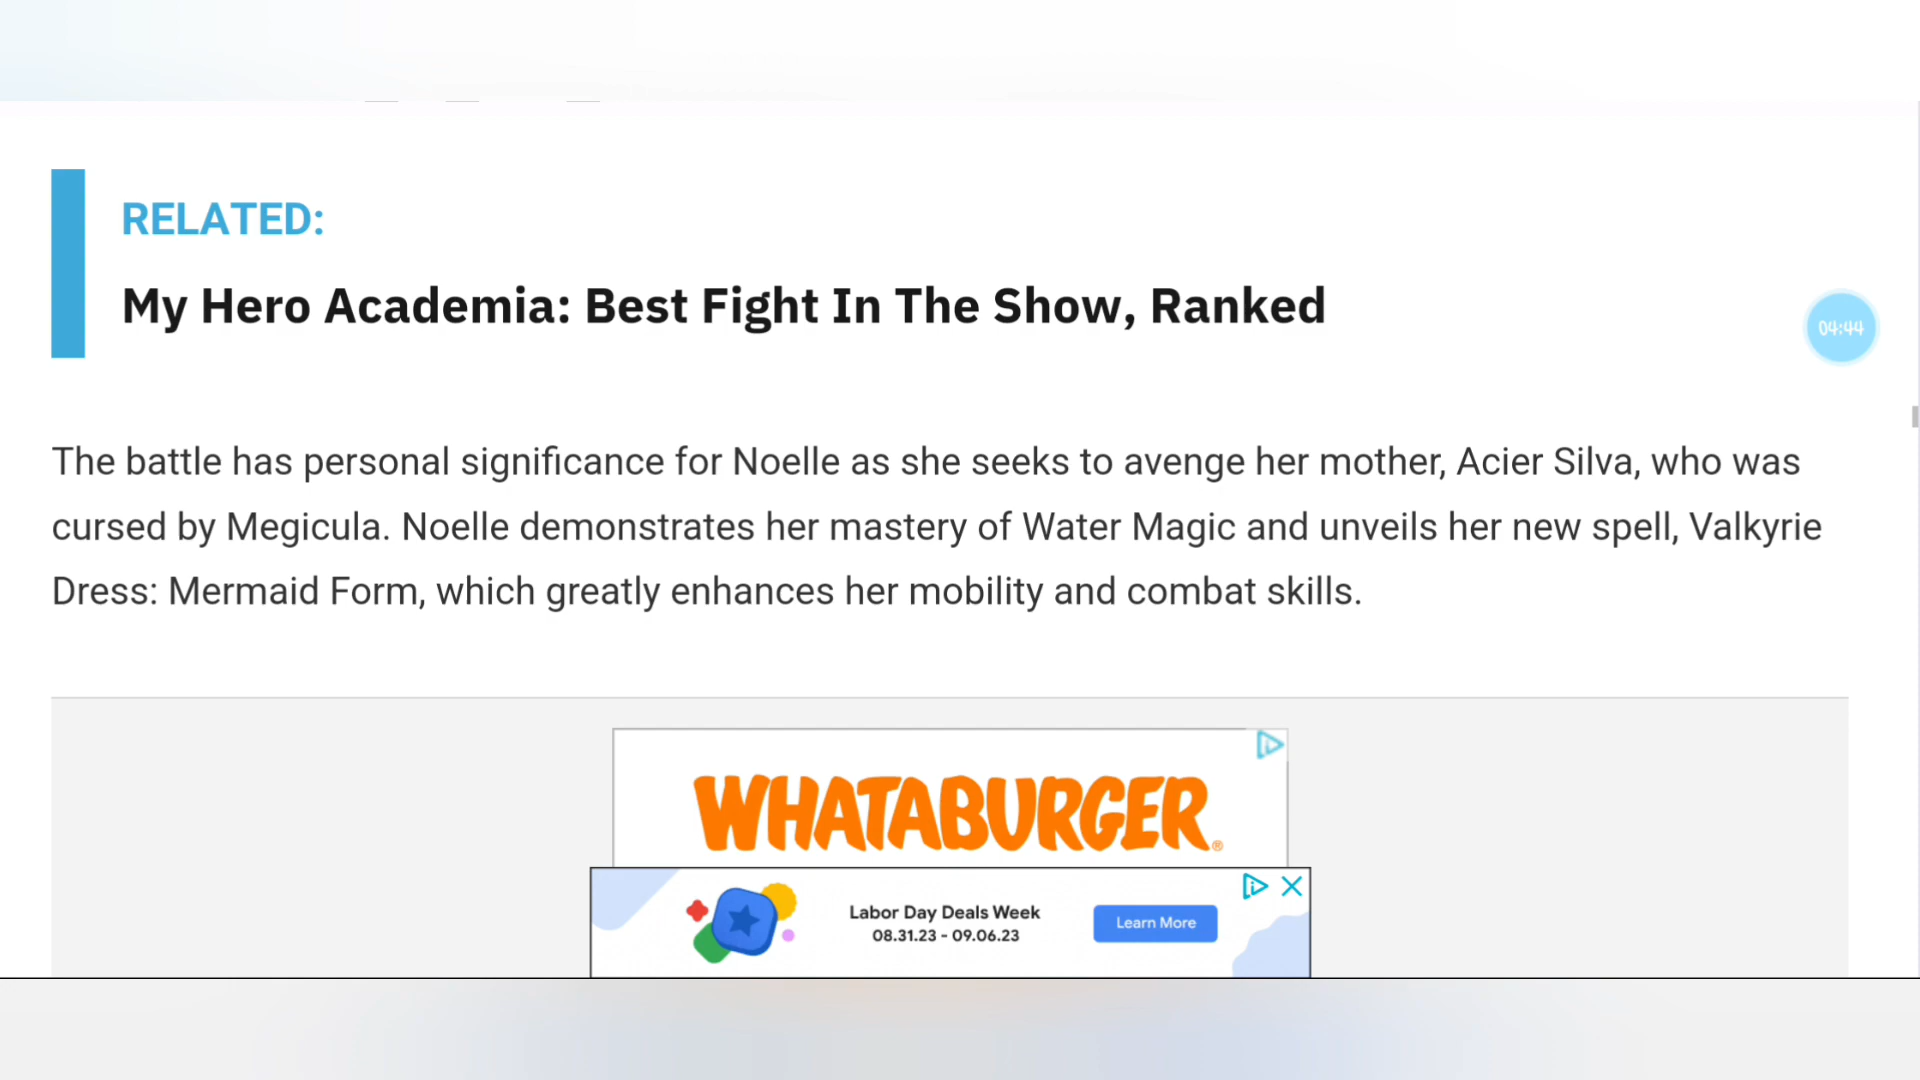 RELATED:
My Hero Academia: Best Fight In The Show, Ranked
04:44
The battle has personal significance for Noelle as she seeks to avenge her mother, Acier Silva, who was
cursed by Megicula. Noelle demonstrates her mastery of Water Magic and unveils her new spell, Valkyrie
Dress: Mermaid Form, which greatly enhances her mobility and combat skills.
WHATABURGER®
Labor Day Deals Week
08.31.23 - 09.06.23
Learn More